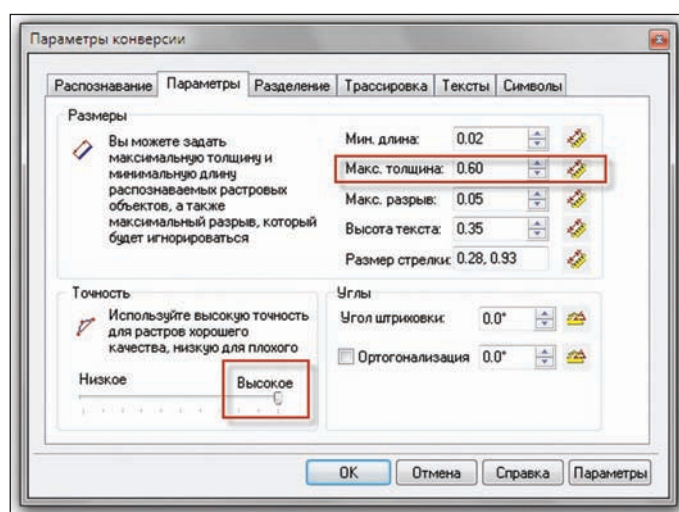 Параметры конверсии
Распознавание Параметры Разделение Трассировка Тексты Символы
Размеры
Вы можете задать
максимальную толщину и
минимальную длину
распознаваемых растровых
объектов, а также
максимальный разрыв, который
будет игнорироваться
Мин. длина: 0.02
Макс. толщина: 0.60
Макс. разрыв: 0.05
Высота текста: 0.35
Размер стрелки: 0.28, 0.93
Точность
Используйте высокую точность
для растров хорошего
качества, низкую для плохого
Низкое Высокое
Углы
Угол штриховки: 0.0°
Ортогонализация 0.0°
OK Отмена Справка Параметры